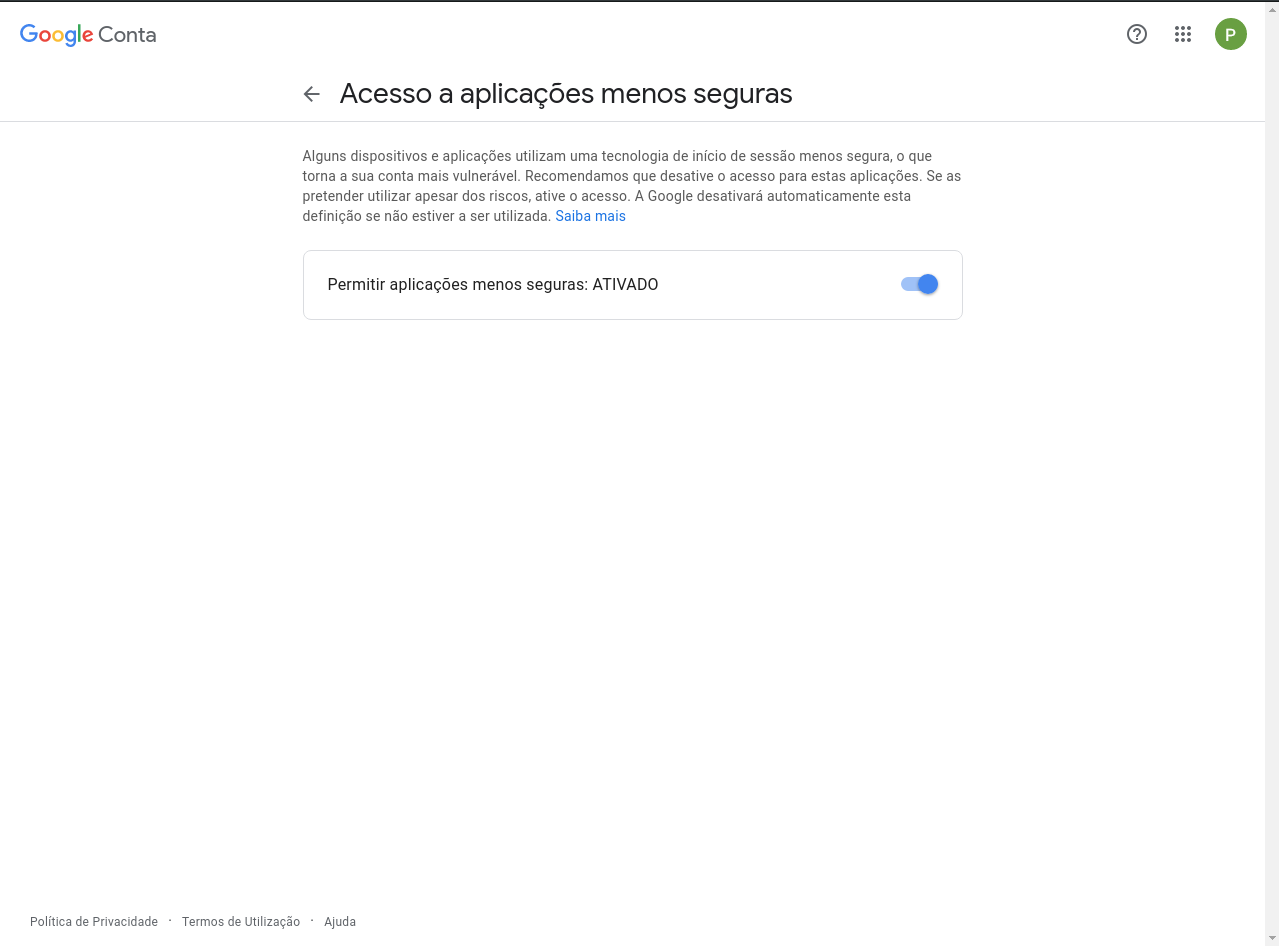 Google Conta
P
Acesso a aplicações menos seguras
Alguns dispositivos e aplicações utilizam uma tecnologia de início de sessão menos segura, o que
torna a sua conta mais vulnerável. Recomendamos que desative o acesso para estas aplicações. Se as
pretender utilizar apesar dos riscos, ative o acesso. A Google desativará automaticamente esta
definição se não estiver a ser utilizada. Saiba mais
Permitir aplicações menos seguras: ATIVADO
Política de Privacidade · Termos de Utilização · Ajuda